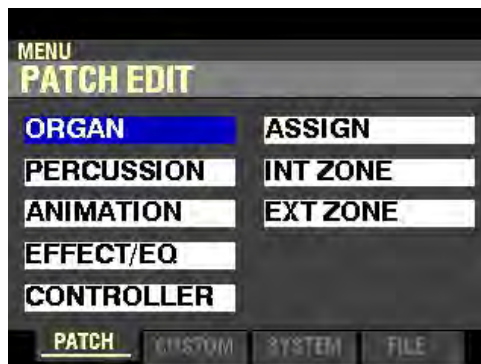 MENU
PATCH EDIT
ORGAN ASSIGN
PERCUSSION INT ZONE
ANIMATION EXT ZONE
EFFECT/EQ
CONTROLLER
PATCH CUSTOM SYSTEM FILE